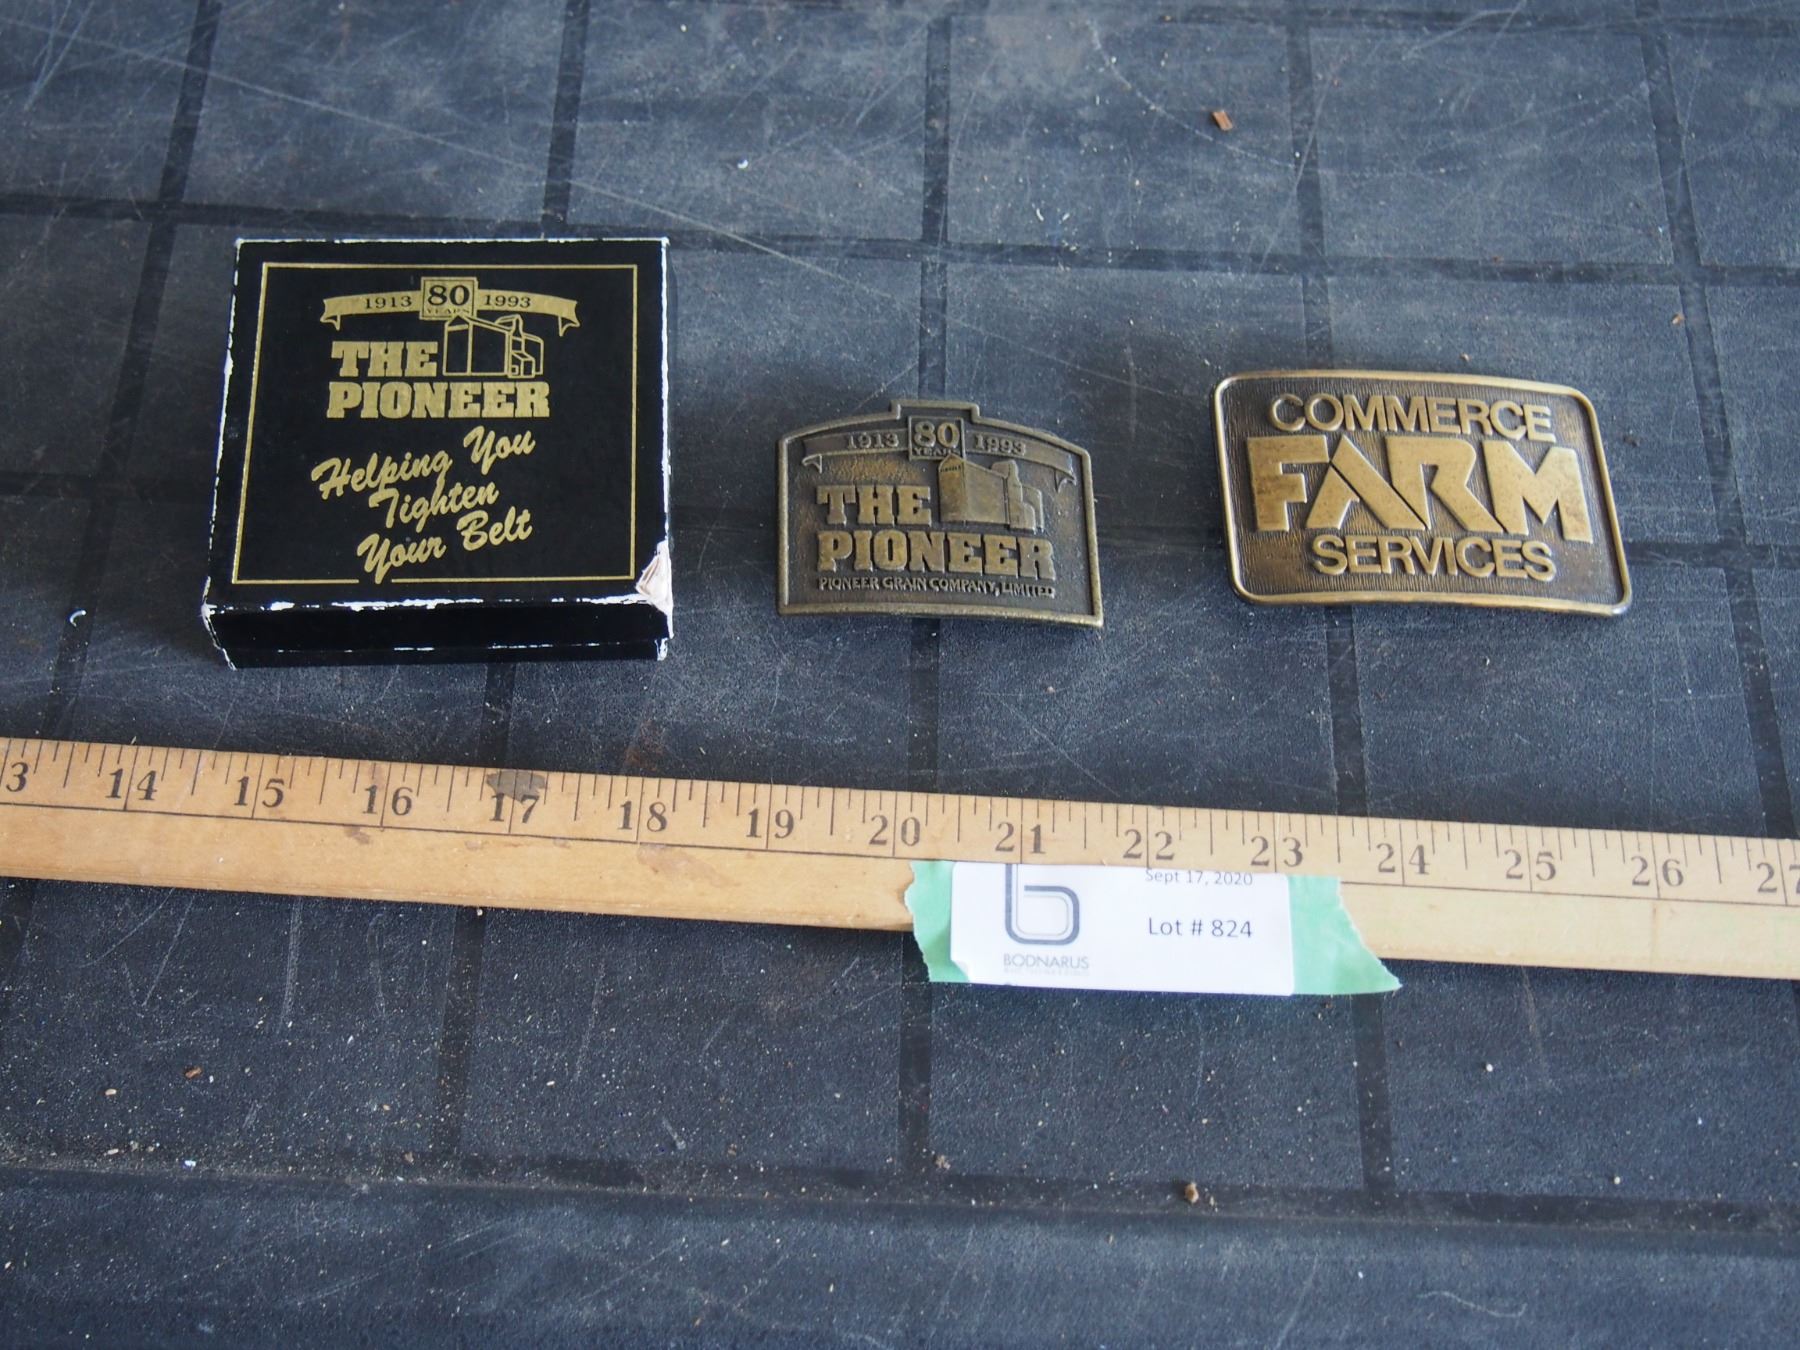 1913 80 1993
YEARS
THE
PIONEER
Helping You
Tighten
Your Belt
1913 80 1993
YEARS
THE
PIONEER
PIONEER GRAIN COMPANY, LIMITED
COMMERCE
FARM
SERVICES
3 14 15 16 17 18 19 20 21 22 23 24 25 26 27
Sept 17, 2020
Lot # 824
BODNARUS